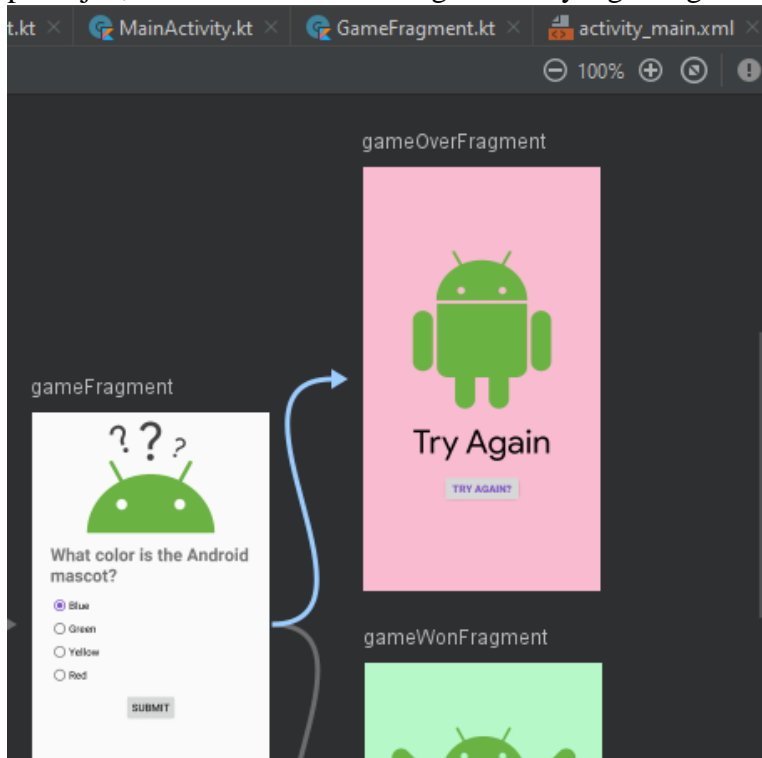 t.kt MainActivity.kt GameFragment.kt activity_main.xml
100%
gameOverFragment
Try Again
TRY AGAIN?
gameFragment
? ? ?
What color is the Android
mascot?
Blue
Green
Yellow
Red
SUBMIT
gameWonFragment